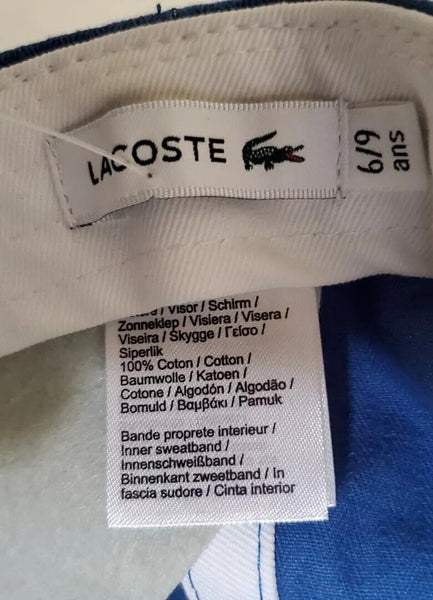 LACOSTE
6/9
ans
/ Visor / Schirm /
Zonneklep / Visiera / Visera /
Viseira / Skygge / Γείσο /
Siperlik
100% Coton / Cotton /
Baumwolle / Katoen /
Cotone / Algodón / Algodão /
Bomuld / Βαμβάκι / Pamuk
Bande proprete interieur /
Inner sweatband /
Innenschweißband /
Binnenkant zweetband / In
fascia sudore / Cinta interior